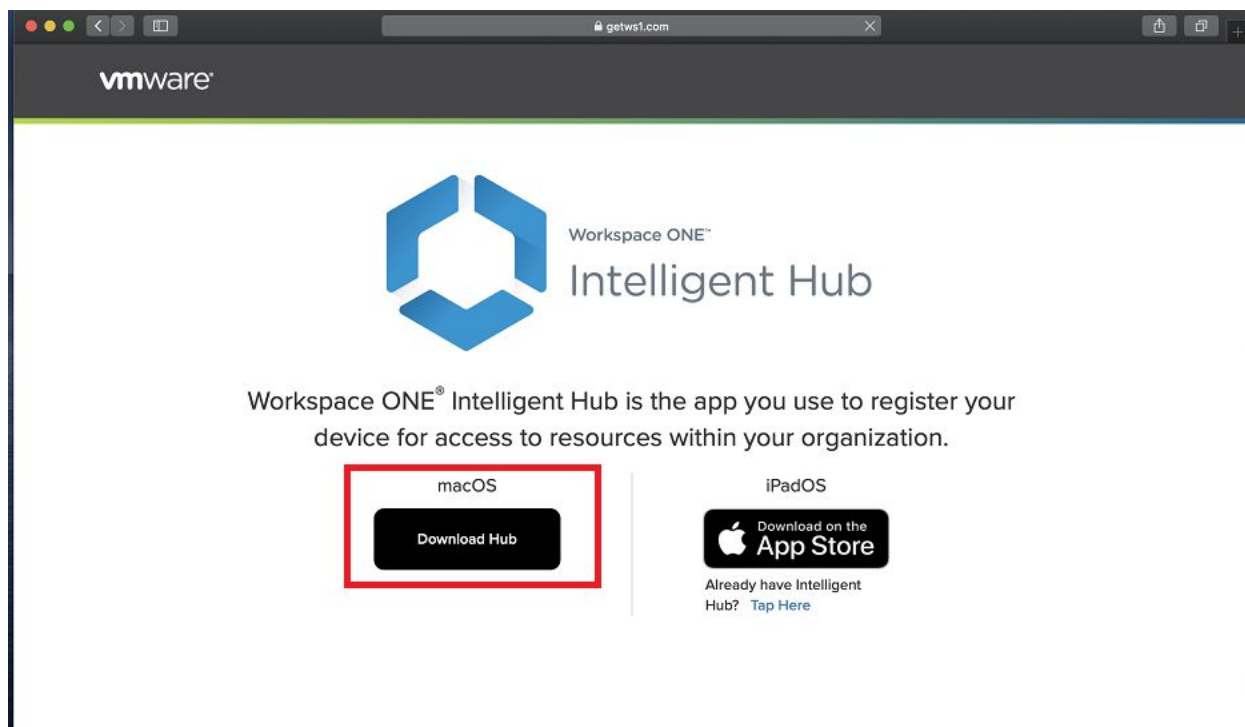 getws1.com
vmware®
Workspace ONE™
Intelligent Hub
Workspace ONE® Intelligent Hub is the app you use to register your
device for access to resources within your organization.
macOS
Download Hub
iPadOS
Download on the
App Store
Already have Intelligent
Hub? Tap Here